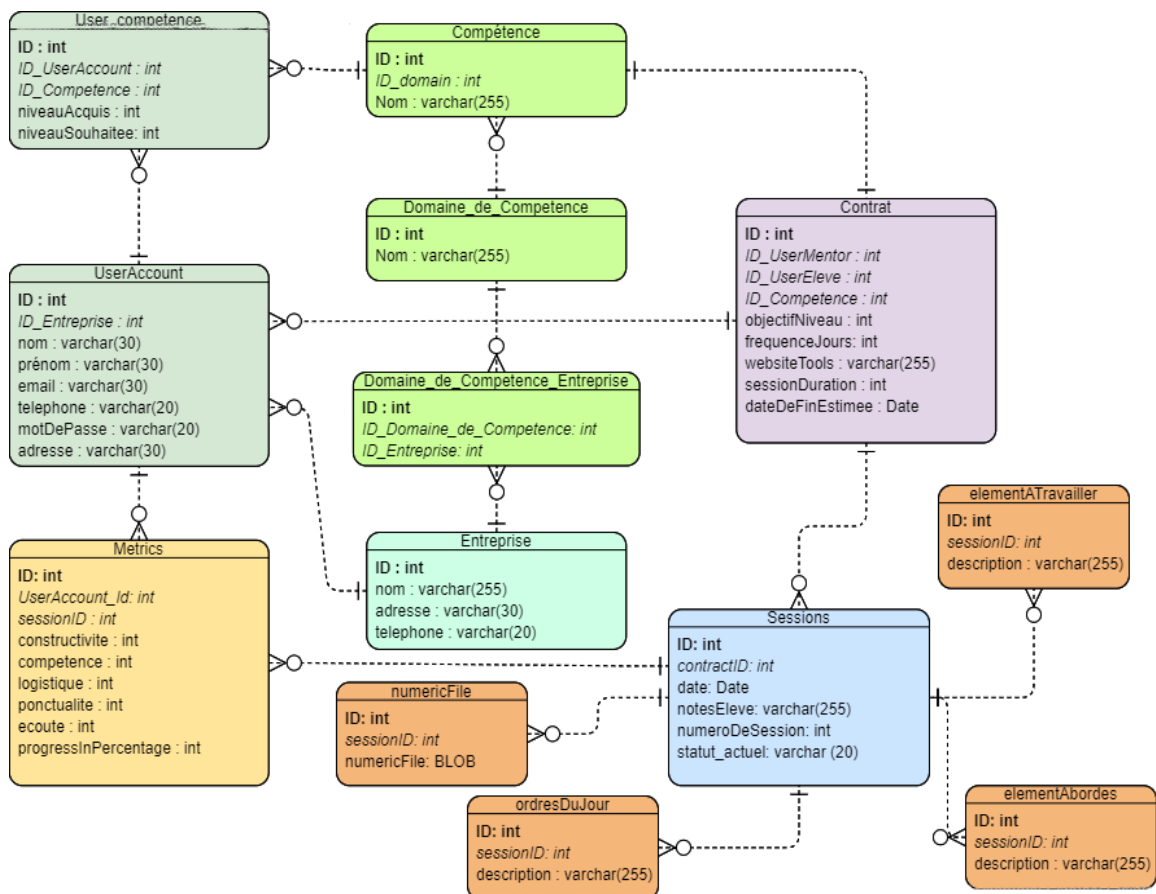 User_competence
ID : int
ID_UserAccount : int
ID_Competence : int
niveauAcquis : int
niveauSouhaitee: int
Compétence
ID : int
ID_domain : int
Nom : varchar(255)
Domaine_de_Competence
ID : int
Nom : varchar(255)
Contrat
ID : int
ID_UserMentor : int
ID_UserEleve : int
ID_Competence : int
objectifNiveau : int
frequenceJours: int
websiteTools : varchar(255)
sessionDuration : int
dateDeFinEstimee : Date
UserAccount
ID : int
ID_Entreprise : int
nom : varchar(30)
prénom : varchar(30)
email : varchar(30)
telephone : varchar(20)
motDePasse : varchar(20)
adresse : varchar(30)
Domaine_de_Competence_Entreprise
ID : int
ID_Domaine_de_Competence: int
ID_Entreprise: int
Entreprise
ID : int
nom : varchar(255)
adresse : varchar(30)
telephone : varchar(20)
elementATravailler
ID: int
sessionID: int
description : varchar(255)
Metrics
ID: int
UserAccount_Id: int
sessionID : int
constructivite : int
competence : int
logistique : int
ponctualite : int
ecoute : int
progressInPercentage : int
Sessions
ID: int
contractID: int
date: Date
notesEleve: varchar(255)
numeroDeSession: int
statut_actuel: varchar (20)
numericFile
ID: int
sessionID: int
numericFile: BLOB
ordresDuJour
ID: int
sessionID: int
description : varchar(255)
elementAbordes
ID: int
sessionID: int
description : varchar(255)